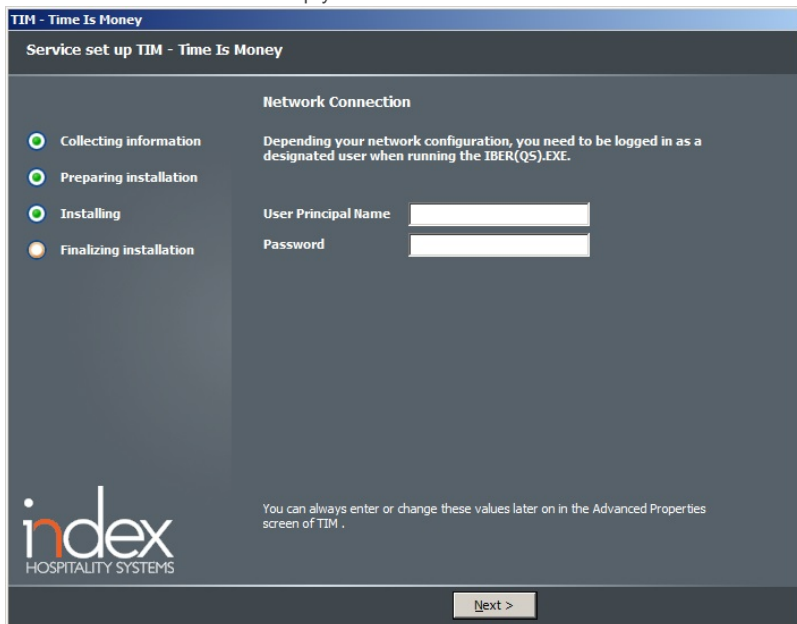 TIM - Time Is Money
Service set up TIM - Time Is Money
Network Connection
Collecting information
Preparing installation
Installing
Finalizing installation
Depending your network configuration, you need to be logged in as a
designated user when running the IBER(QS).EXE.
User Principal Name
Password
You can always enter or change these values later on in the Advanced Properties
screen of TIM .
index
HOSPITALITY SYSTEMS
Next >